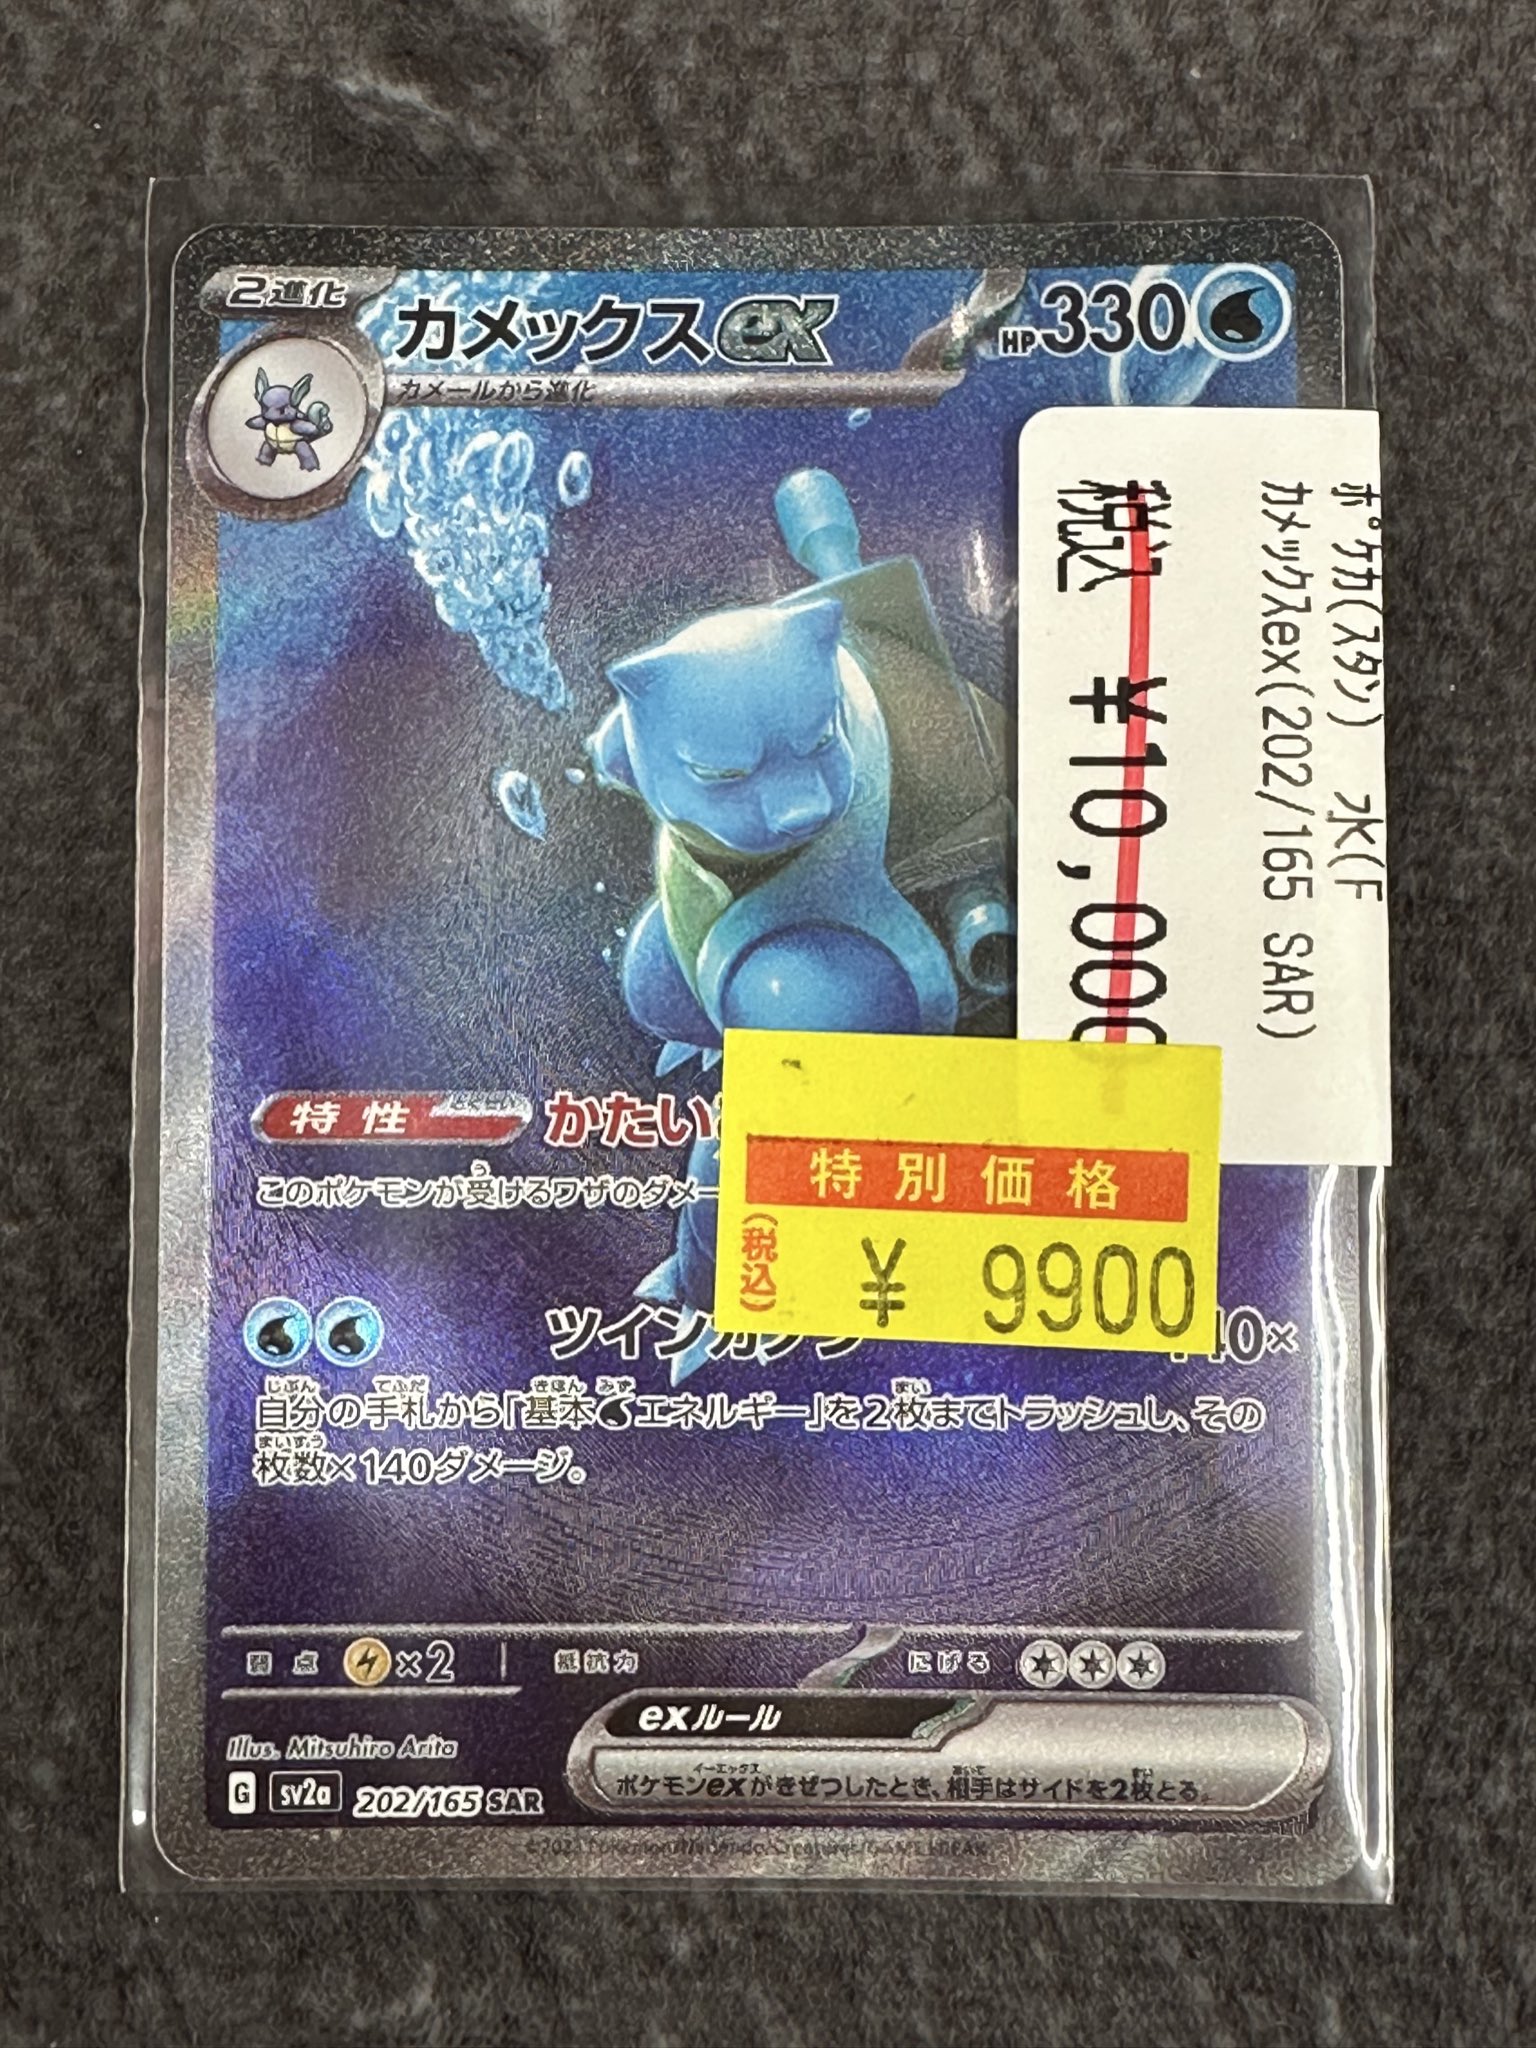 2進化
カメックスex
HP330
カメールから進化
ポケカ(スタン) 水(F
カメックスex(202/165 SAR)
税込 ¥10,000
特性
かたい
このポケモンが受けるワザのダメー
特別価格
(税込)
¥ 9900
ツインカノン
140×
自分の手札から「基本エネルギー」を2枚までトラッシュし、その
枚数×140ダメージ。
弱点 ×2
抵抗力
にげる
Illus. Mitsuhiro Arita
exルール
ポケモンexがきぜつしたとき、相手はサイドを2枚とる。
G sv2a 202/165 SAR